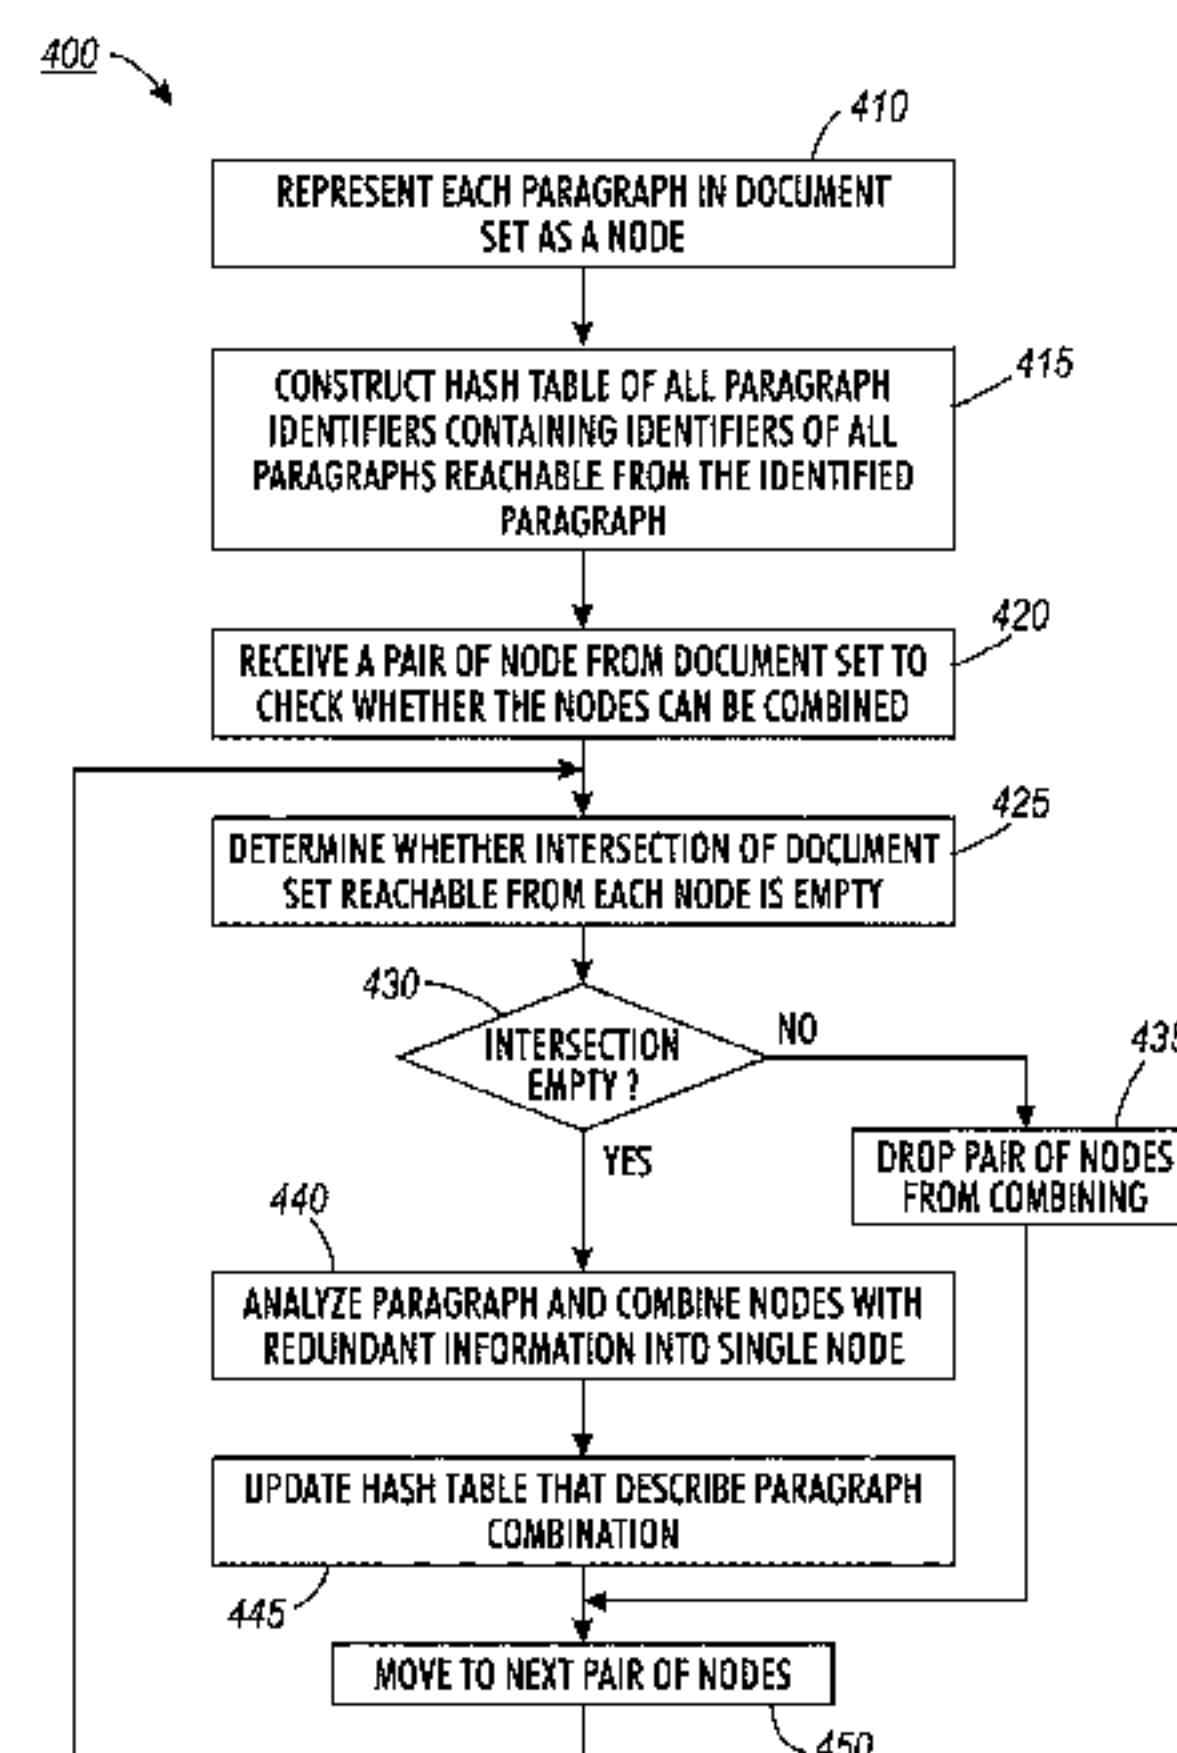 400
410
REPRESENT EACH PARAGRAPH IN DOCUMENT
SET AS A NODE
415
CONSTRUCT HASH TABLE OF ALL PARAGRAPH
IDENTIFIERS CONTAINING IDENTIFIERS OF ALL
PARAGRAPHS REACHABLE FROM THE IDENTIFIED
PARAGRAPH
420
RECEIVE A PAIR OF NODE FROM DOCUMENT SET TO
CHECK WHETHER THE NODES CAN BE COMBINED
425
DETERMINE WHETHER INTERSECTION OF DOCUMENT
SET REACHABLE FROM EACH NODE IS EMPTY
430
INTERSECTION
EMPTY ?
NO
435
YES
DROP PAIR OF NODES
FROM COMBINING
440
ANALYZE PARAGRAPH AND COMBINE NODES WITH
REDUNDANT INFORMATION INTO SINGLE NODE
UPDATE HASH TABLE THAT DESCRIBE PARAGRAPH
COMBINATION
445
MOVE TO NEXT PAIR OF NODES
450